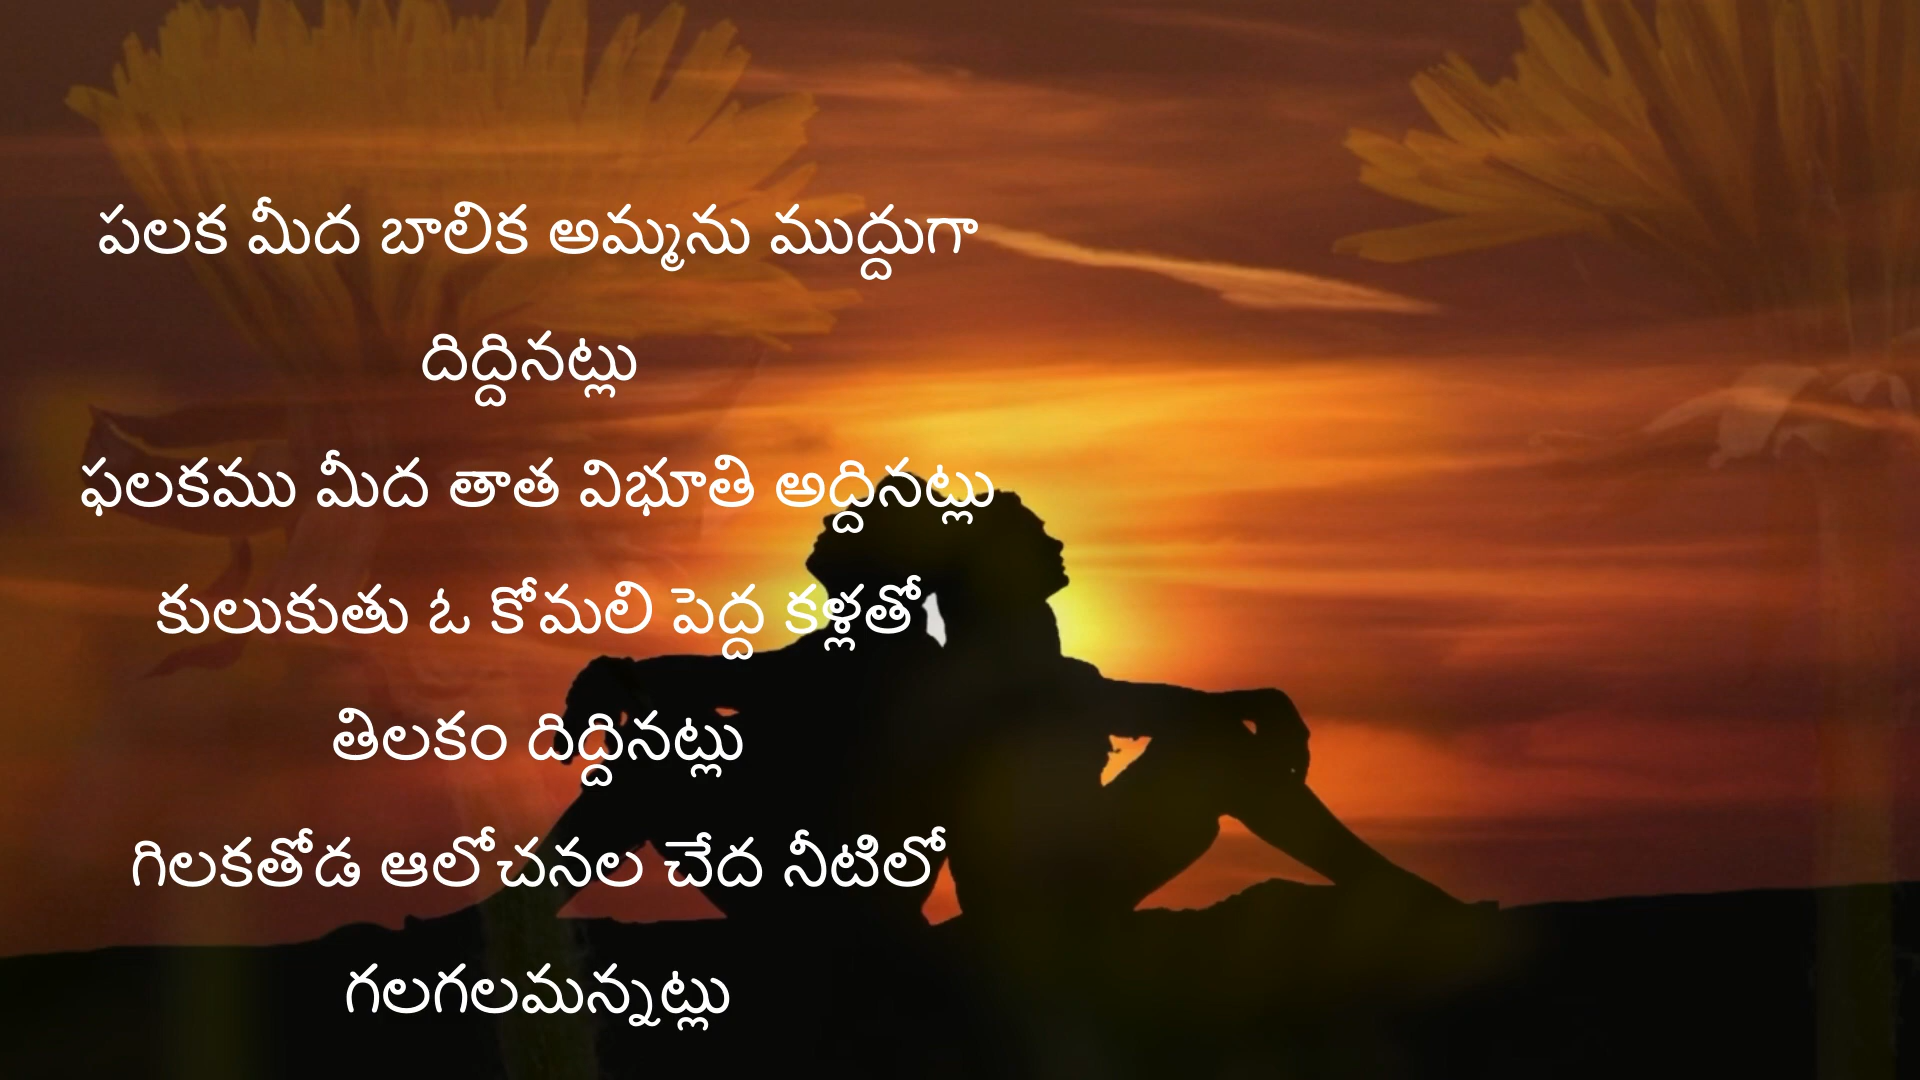 పలక మీద బాలిక అమ్మను ముద్దుగా
దిద్దినట్లు
ఫలకము మీద తాత విభూతి అద్దినట్లు
కులుకుతు ఓ కోమలి పెద్ద కళ్లతో
తిలకం దిద్దినట్లు
గిలకతోడ ఆలోచనల చేద నీటిలో
గలగలమన్నట్లు